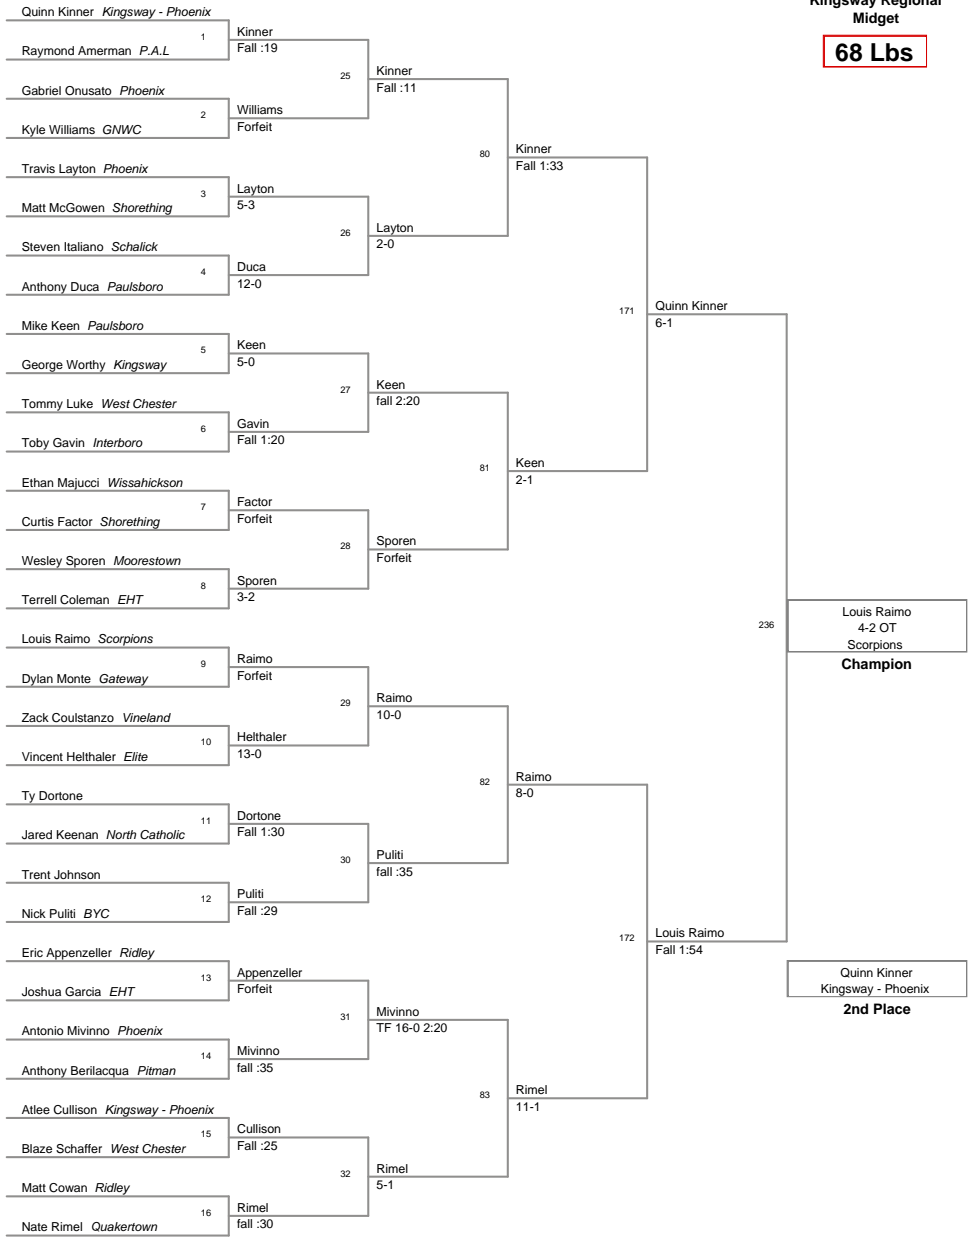 Kingsway Regional
Midget
68 Lbs
Quinn Kinner Kingsway - Phoenix
1
Raymond Amerman P.A.L
Kinner
Fall :19
25
Gabriel Onusato Phoenix
2
Kyle Williams GNWC
Williams
Forfeit
Kinner
Fall :11
80
Travis Layton Phoenix
3
Matt McGowen Shorething
Layton
5-3
26
Steven Italiano Schalick
4
Anthony Duca Paulsboro
Duca
12-0
Layton
2-0
Kinner
Fall 1:33
171
Mike Keen Paulsboro
5
George Worthy Kingsway
Keen
5-0
27
Tommy Luke West Chester
6
Toby Gavin Interboro
Gavin
Fall 1:20
Keen
fall 2:20
81
Ethan Majucci Wissahickson
7
Curtis Factor Shorething
Factor
Forfeit
28
Wesley Sporen Moorestown
8
Terrell Coleman EHT
Sporen
3-2
Sporen
Forfeit
Keen
2-1
Quinn Kinner
6-1
236
Louis Raimo Scorpions
9
Dylan Monte Gateway
Raimo
Forfeit
29
Zack Coulstanzo Vineland
10
Vincent Helthaler Elite
Helthaler
13-0
Raimo
10-0
82
Ty Dortone
11
Jared Keenan North Catholic
Dortone
Fall 1:30
30
Trent Johnson
12
Nick Puliti BYC
Puliti
Fall :29
Puliti
fall :35
Raimo
8-0
172
Eric Appenzeller Ridley
13
Joshua Garcia EHT
Appenzeller
Forfeit
31
Antonio Mivinno Phoenix
14
Anthony Berilacqua Pitman
Mivinno
fall :35
Mivinno
TF 16-0 2:20
83
Atlee Cullison Kingsway - Phoenix
15
Blaze Schaffer West Chester
Cullison
Fall :25
32
Matt Cowan Ridley
16
Nate Rimel Quakertown
Rimel
fall :30
Rimel
5-1
Rimel
11-1
Louis Raimo
Fall 1:54
Louis Raimo
4-2 OT
Scorpions
Champion
Quinn Kinner
Kingsway - Phoenix
2nd Place